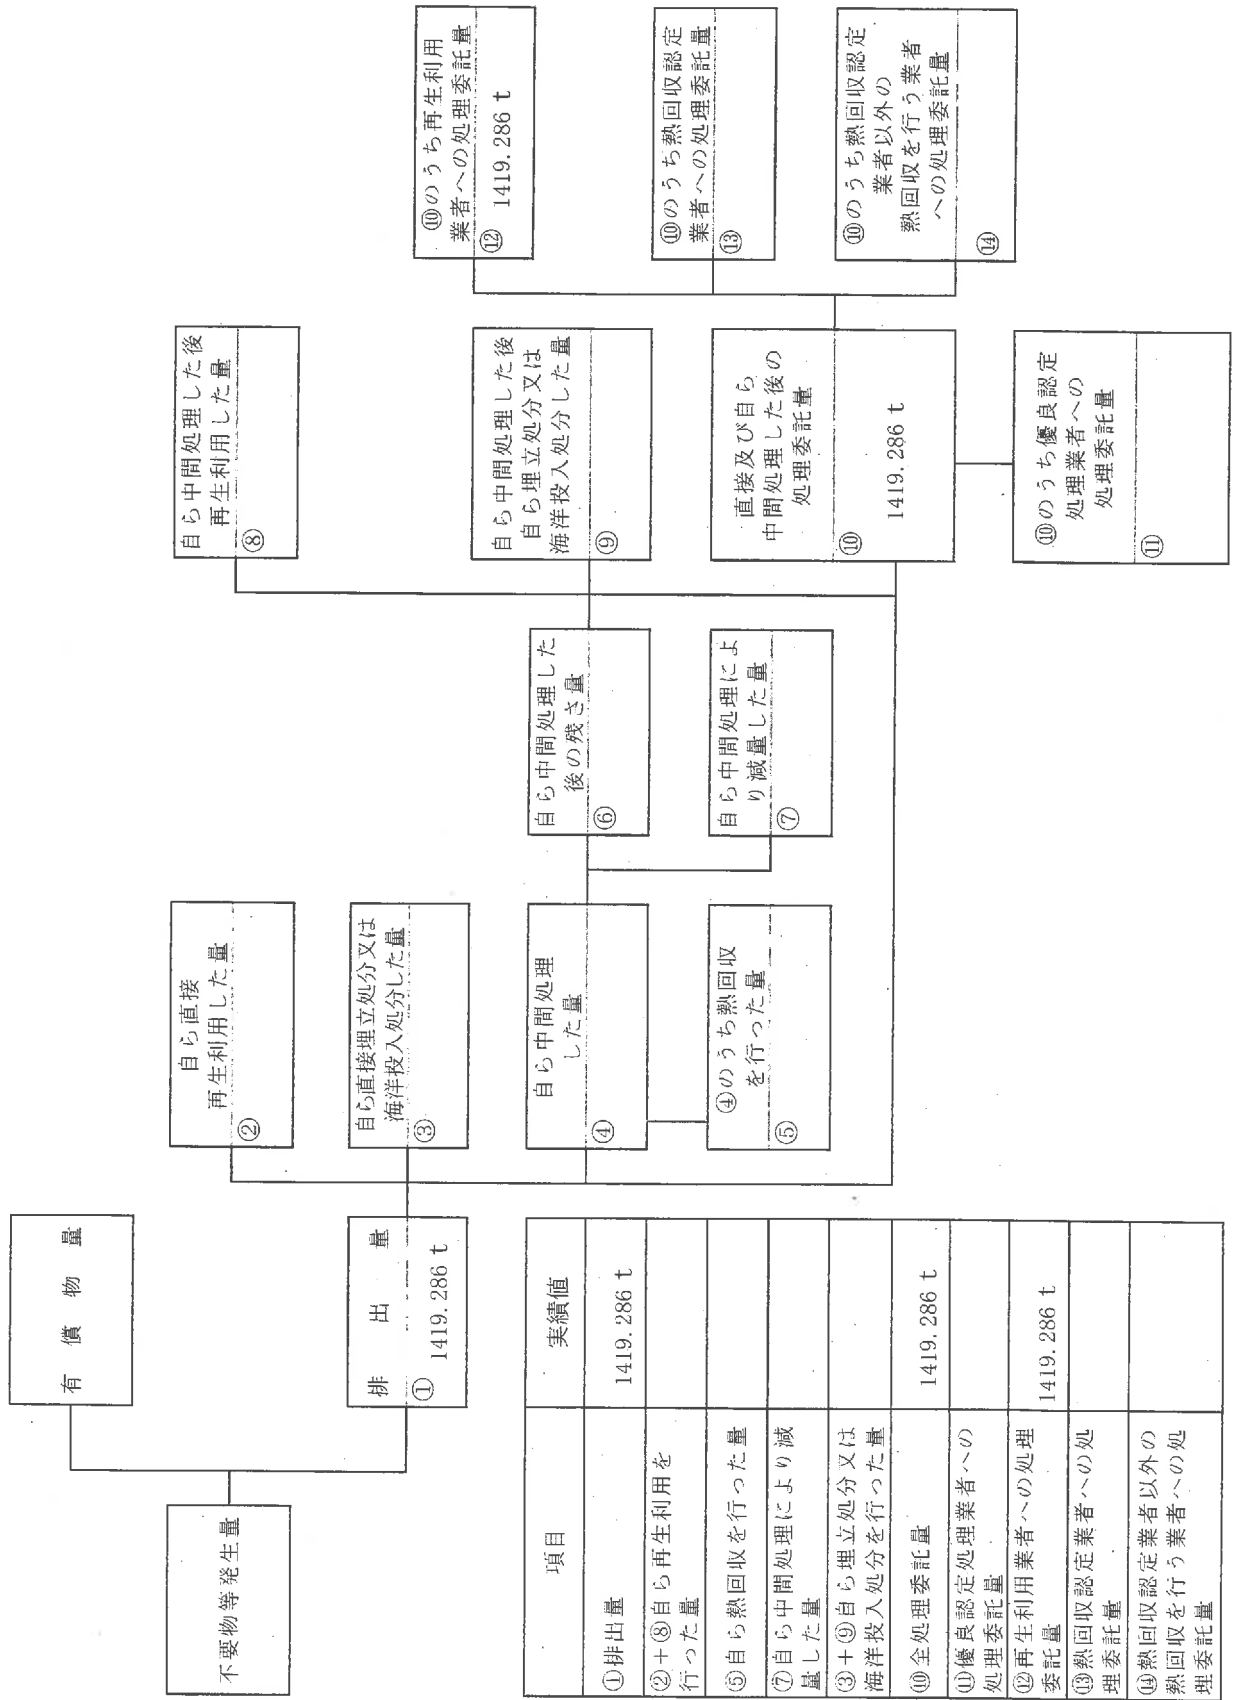 不要物等発生量
有償物量
排出量
① 1419.286 t
自ら直接
再生利用した量
②
自ら直接埋立処分又は
海洋投入処分した量
③
自ら中間処理
した量
④
④のうち熱回収
を行った量
⑤
自ら中間処理した
後の残さ量
⑥
自ら中間処理によ
り減量した量
⑦
自ら中間処理した後
再生利用した量
⑧
自ら中間処理した後
自ら埋立処分又は
海洋投入処分した量
⑨
直接及び自ら
中間処理した後の
処理委託量
⑩
1419.286 t
⑩のうち優良認定
処理業者への
処理委託量
⑪
⑩のうち再生利用
業者への処理委託量
⑫
1419.286 t
⑩のうち熱回収認定
業者への処理委託量
⑬
⑩のうち熱回収認定
業者以外の
熱回収を行う業者
への処理委託量
⑭
項目 実績値
①排出量 1419.286 t
②+⑧自ら再生利用を
行った量
⑤自ら熱回収を行った量
⑦自ら中間処理により減
量した量
③+⑨自ら埋立処分又は
海洋投入処分を行った量
⑩全処理委託量 1419.286 t
⑪優良認定処理業者への
処理委託量
⑫再生利用業者への処理
委託量 1419.286 t
⑬熱回収認定業者への処
理委託量
⑭熱回収認定業者以外の
熱回収を行う業者への処
理委託量